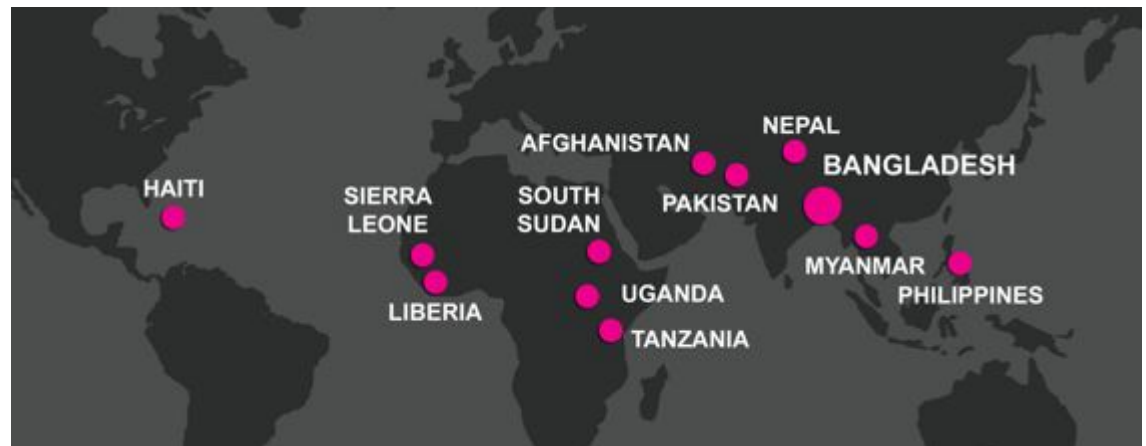 NEPAL
AFGHANISTAN
BANGLADESH
HAITI
SIERRA
LEONE
SOUTH
SUDAN
PAKISTAN
MYANMAR
PHILIPPINES
UGANDA
LIBERIA
TANZANIA